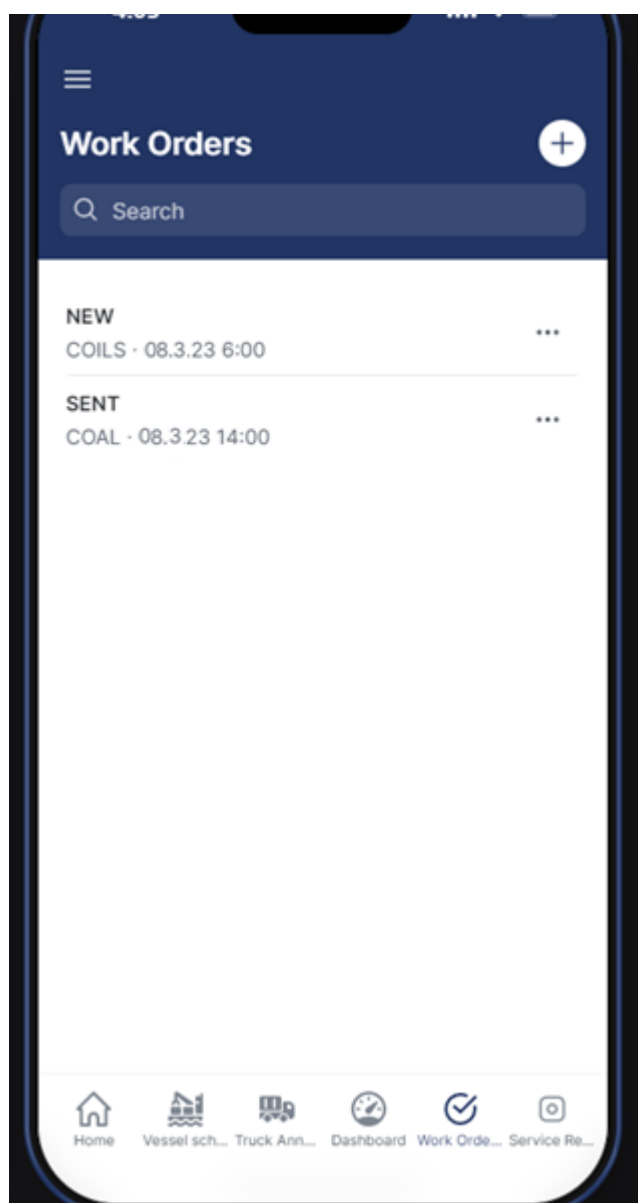 Work Orders
Search
NEW
COILS · 08.3.23 6:00
SENT
COAL · 08.3.23 14:00
Home Vessel sch... Truck Ann... Dashboard Work Orde... Service Re...